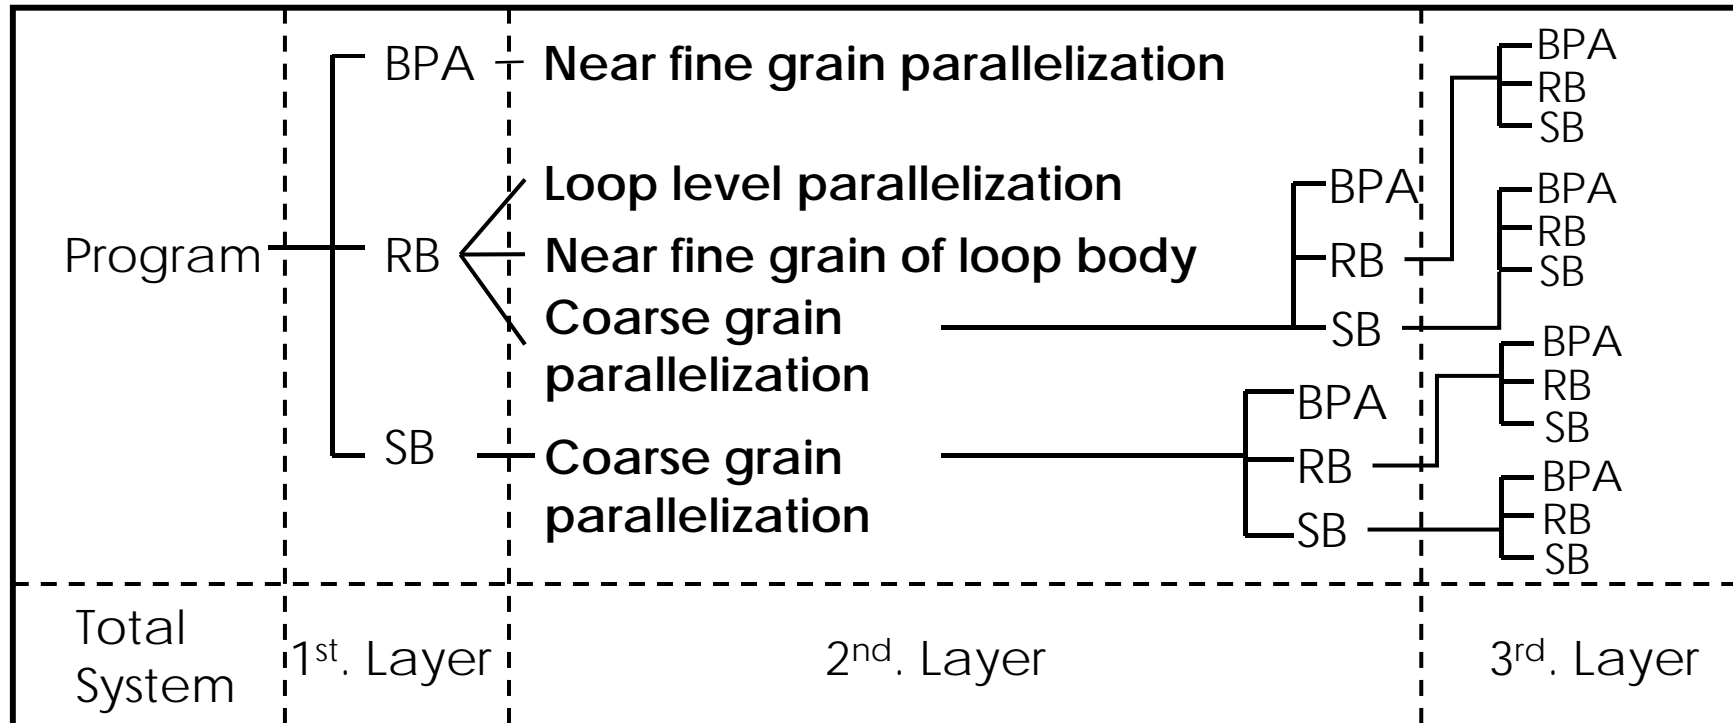 Program
BPA
RB
SB
Near fine grain parallelization
Loop level parallelization
Near fine grain of loop body
Coarse grain
parallelization
Coarse grain
parallelization
BPA
RB
SB
BPA
RB
SB
BPA
RB
SB
BPA
RB
SB
BPA
RB
SB
BPA
RB
SB
Total
System
1st. Layer
2nd. Layer
3rd. Layer